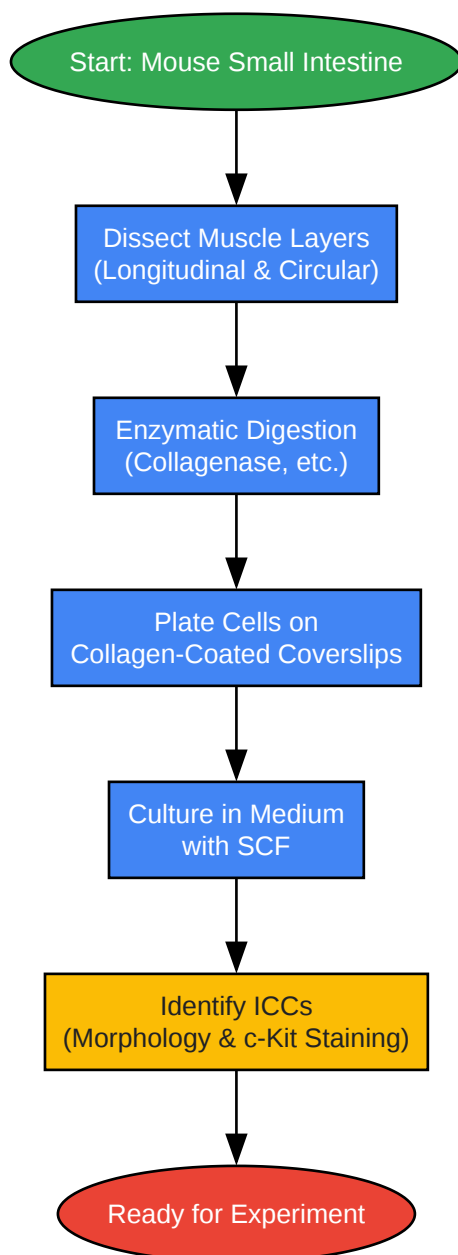 Start: Mouse Small Intestine
Dissect Muscle Layers
(Longitudinal & Circular)
Enzymatic Digestion
(Collagenase, etc.)
Plate Cells on
Collagen-Coated Coverslips
Culture in Medium
with SCF
Identify ICCs
(Morphology & c-Kit Staining)
Ready for Experiment